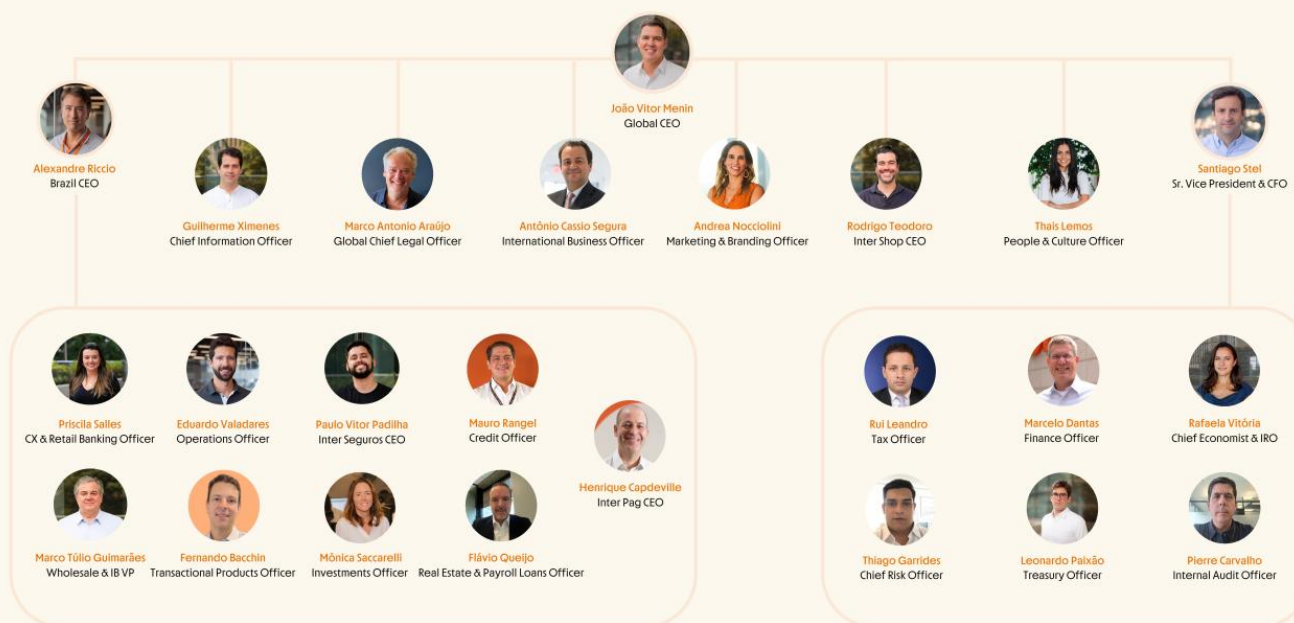 João Vitor Menin
Global CEO
Alexandre Riccio
Brazil CEO
Santiago Stel
Sr. Vice President & CFO
Guilherme Ximenes
Chief Information Officer
Marco Antonio Araújo
Global Chief Legal Officer
Antônio Cassio Segura
International Business Officer
Andrea Nocciolini
Marketing & Branding Officer
Rodrigo Teodoro
Inter Shop CEO
Thais Lemos
People & Culture Officer
Priscila Salles
CX & Retail Banking Officer
Eduardo Valadares
Operations Officer
Paulo Vitor Padilha
Inter Seguros CEO
Mauro Rangel
Credit Officer
Henrique Capdeville
Inter Pag CEO
Marco Túlio Guimarães
Wholesale & IB VP
Fernando Bacchin
Transactional Products Officer
Mônica Saccarelli
Investments Officer
Flávio Queijo
Real Estate & Payroll Loans Officer
Rui Leandro
Tax Officer
Marcelo Dantas
Finance Officer
Rafaela Vitória
Chief Economist & IRO
Thiago Garrides
Chief Risk Officer
Leonardo Paixão
Treasury Officer
Pierre Carvalho
Internal Audit Officer